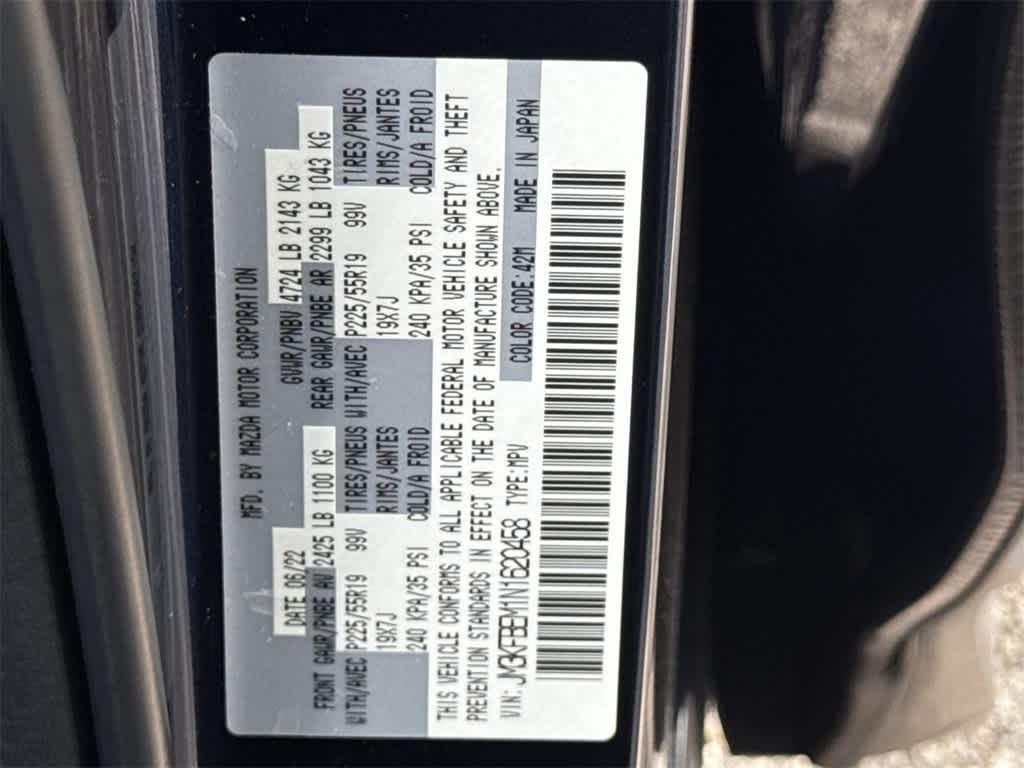 MFD. BY MAZDA MOTOR CORPORATION
DATE 06/22 GVWR/PNBV 4724 LB 2143 KG
FRONT GAWR/PNBE AV 2425 LB 1100 KG REAR GAWR/PNBE AR 2299 LB 1043 KG
WITH/AVEC P225/55R19 99V TIRES/PNEUS WITH/AVEC P225/55R19 99V TIRES/PNEUS
19X7J RIMS/JANTES 19X7J RIMS/JANTES
240 KPA/35 PSI COLD/A FROID 240 KPA/35 PSI COLD/A FROID
THIS VEHICLE CONFORMS TO ALL APPLICABLE FEDERAL MOTOR VEHICLE SAFETY AND THEFT
PREVENTION STANDARDS IN EFFECT ON THE DATE OF MANUFACTURE SHOWN ABOVE.
VIN: JM3KFBEM1N1620458 TYPE:MPV COLOR CODE:42M MADE IN JAPAN